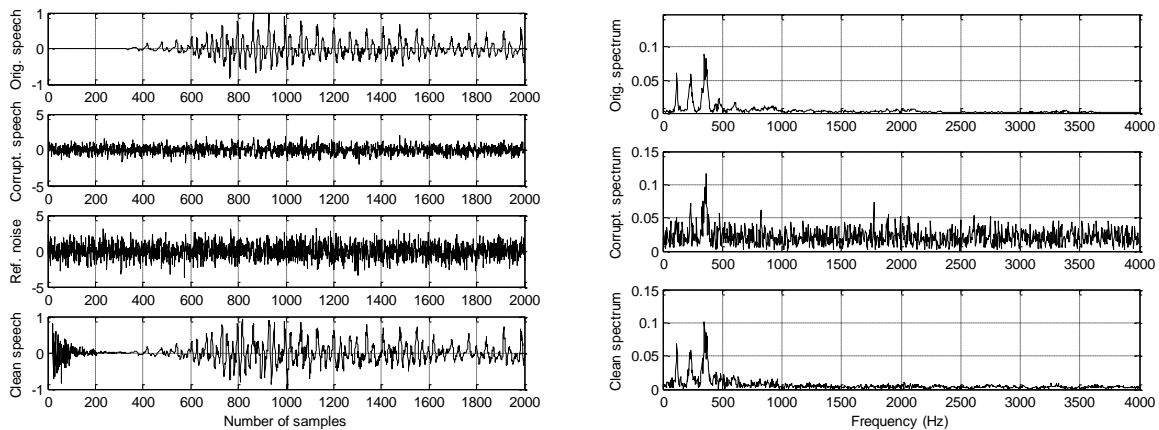 Orig. speech
1
0
-1
0 200 400 600 800 1000 1200 1400 1600 1800 2000
Corrupt. speech
5
0
-5
0 200 400 600 800 1000 1200 1400 1600 1800 2000
Ref. noise
5
0
-5
0 200 400 600 800 1000 1200 1400 1600 1800 2000
Clean speech
1
0
-1
0 200 400 600 800 1000 1200 1400 1600 1800 2000
Number of samples
Orig. spectrum
0.1
0.05
0
0 500 1000 1500 2000 2500 3000 3500 4000
Corrupt. spectrum
0.15
0.1
0.05
0
0 500 1000 1500 2000 2500 3000 3500 4000
Clean spectrum
0.15
0.1
0.05
0
0 500 1000 1500 2000 2500 3000 3500 4000
Frequency (Hz)